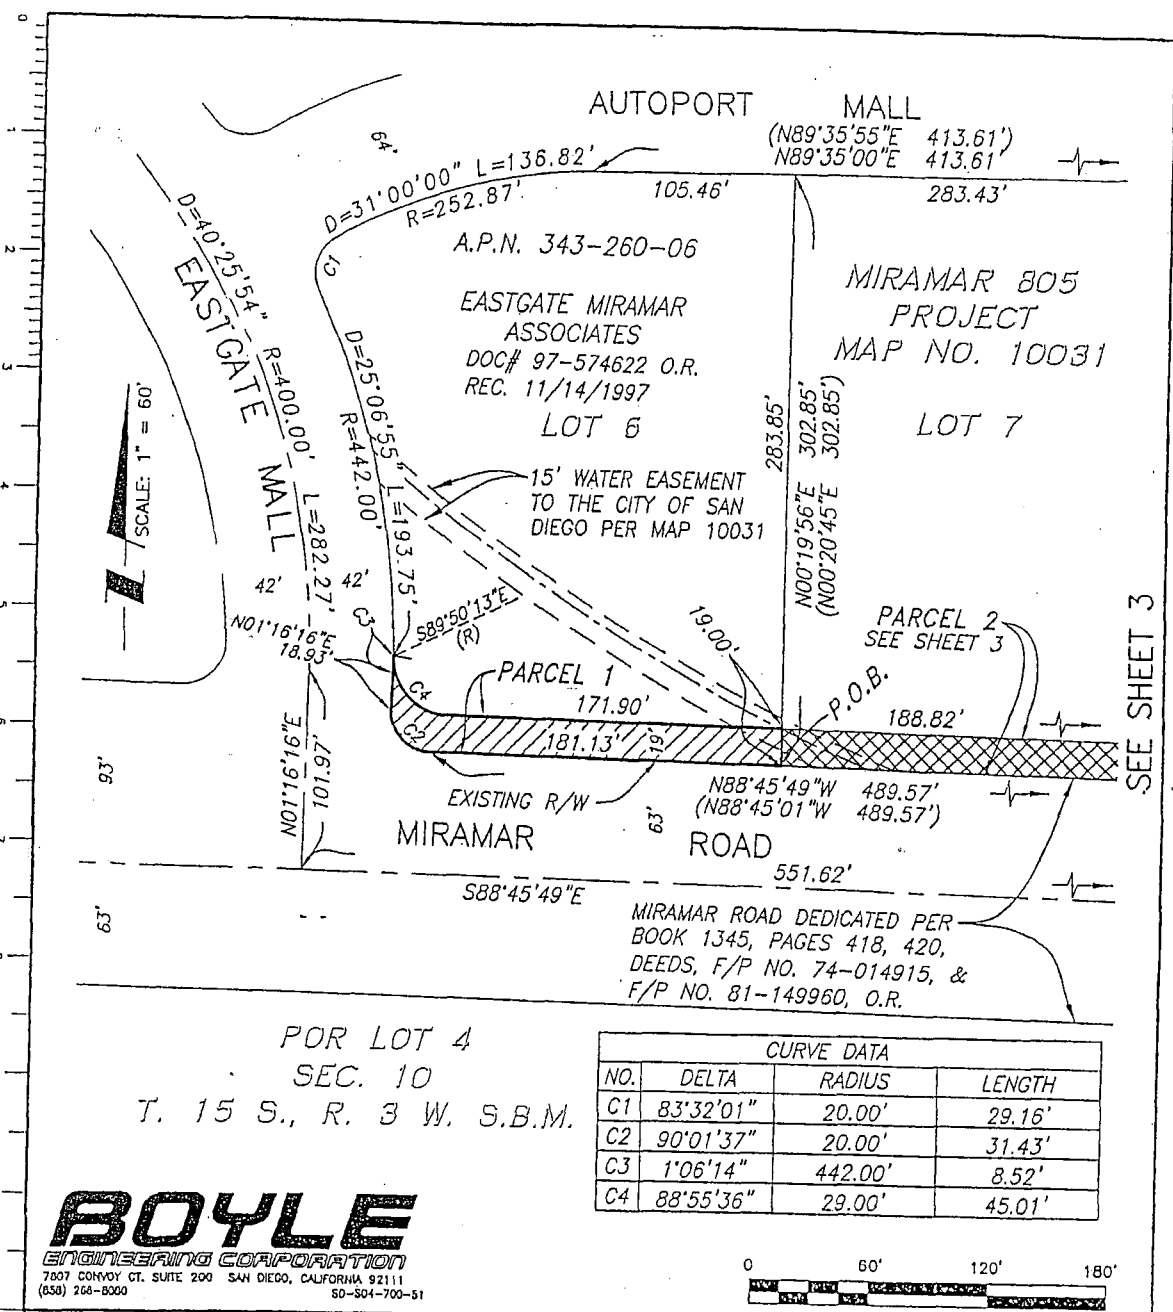 AUTOPORT MALL
(N89°35'55"E 413.61')
N89°35'00"E 413.61'
64'
D=31°00'00" L=136.82'
R=252.87'
105.46'
283.43'
C1
A.P.N. 343-260-06
EASTGATE MIRAMAR
ASSOCIATES
DOC# 97-574622 O.R.
REC. 11/14/1997
LOT 6
MIRAMAR 805
PROJECT
MAP NO. 10031
LOT 7
D=40°25'54" R=400.00' L=282.27'
EASTGATE MALL
D=25°06'55" L=193.75'
R=442.00'
283.85'
N00°19'56"E 302.85'
(N00°20'45"E 302.85')
SCALE: 1" = 60'
15' WATER EASEMENT
TO THE CITY OF SAN
DIEGO PER MAP 10031
42'
42'
C3
N01°16'16"E
18.93'
S89°50'13"E
(R)
19.00'
PARCEL 2
SEE SHEET 3
SEE SHEET 3
PARCEL 1
C4
171.90'
P.O.B.
188.82'
C2
181.13'
19'
N01°16'16"E
101.97'
93'
EXISTING R/W
63'
N88°45'49"W 489.57'
(N88°45'01"W 489.57')
MIRAMAR ROAD
551.62'
S88°45'49"E
63'
MIRAMAR ROAD DEDICATED PER
BOOK 1345, PAGES 418, 420,
DEEDS, F/P NO. 74-014915, &
F/P NO. 81-149960, O.R.
POR LOT 4
SEC. 10
T. 15 S., R. 3 W. S.B.M.
CURVE DATA
NO. DELTA RADIUS LENGTH
C1 83°32'01" 20.00' 29.16'
C2 90°01'37" 20.00' 31.43'
C3 1°06'14" 442.00' 8.52'
C4 88°55'36" 29.00' 45.01'
BOYLE
ENGINEERING CORPORATION
7807 CONVOY CT. SUITE 200 SAN DIEGO, CALIFORNIA 92111
(858) 268-8080
SD-S04-700-51
0 60' 120' 180'
0
1
2
3
4
5
6
7